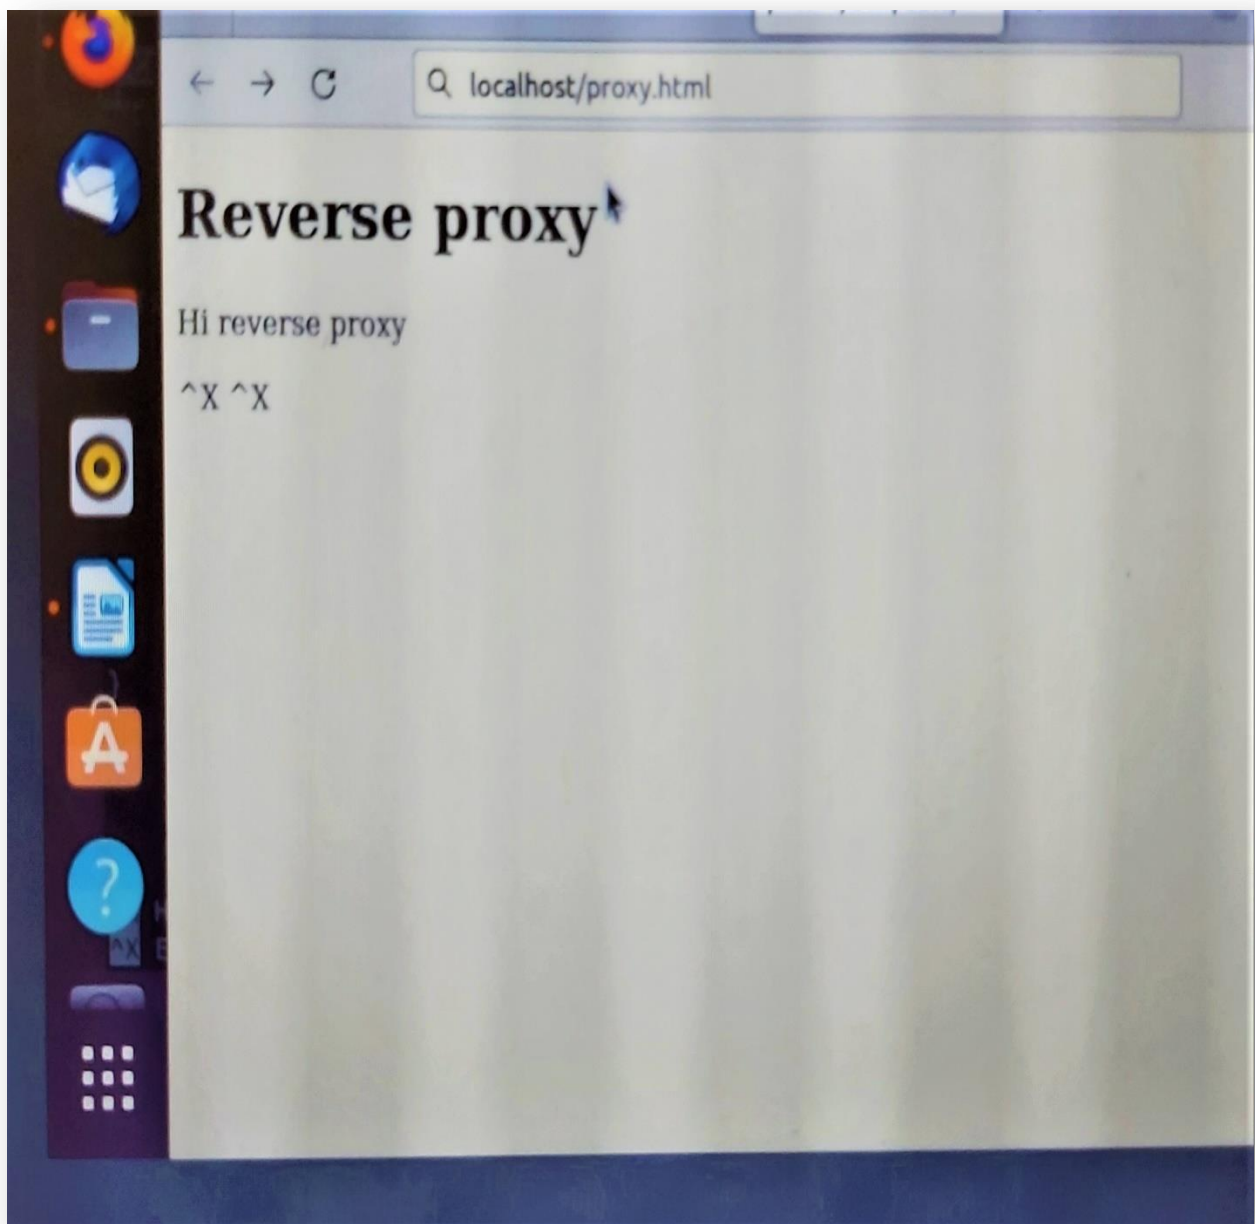 localhost/proxy.html
Reverse proxy
Hi reverse proxy
^X ^X
?
^X